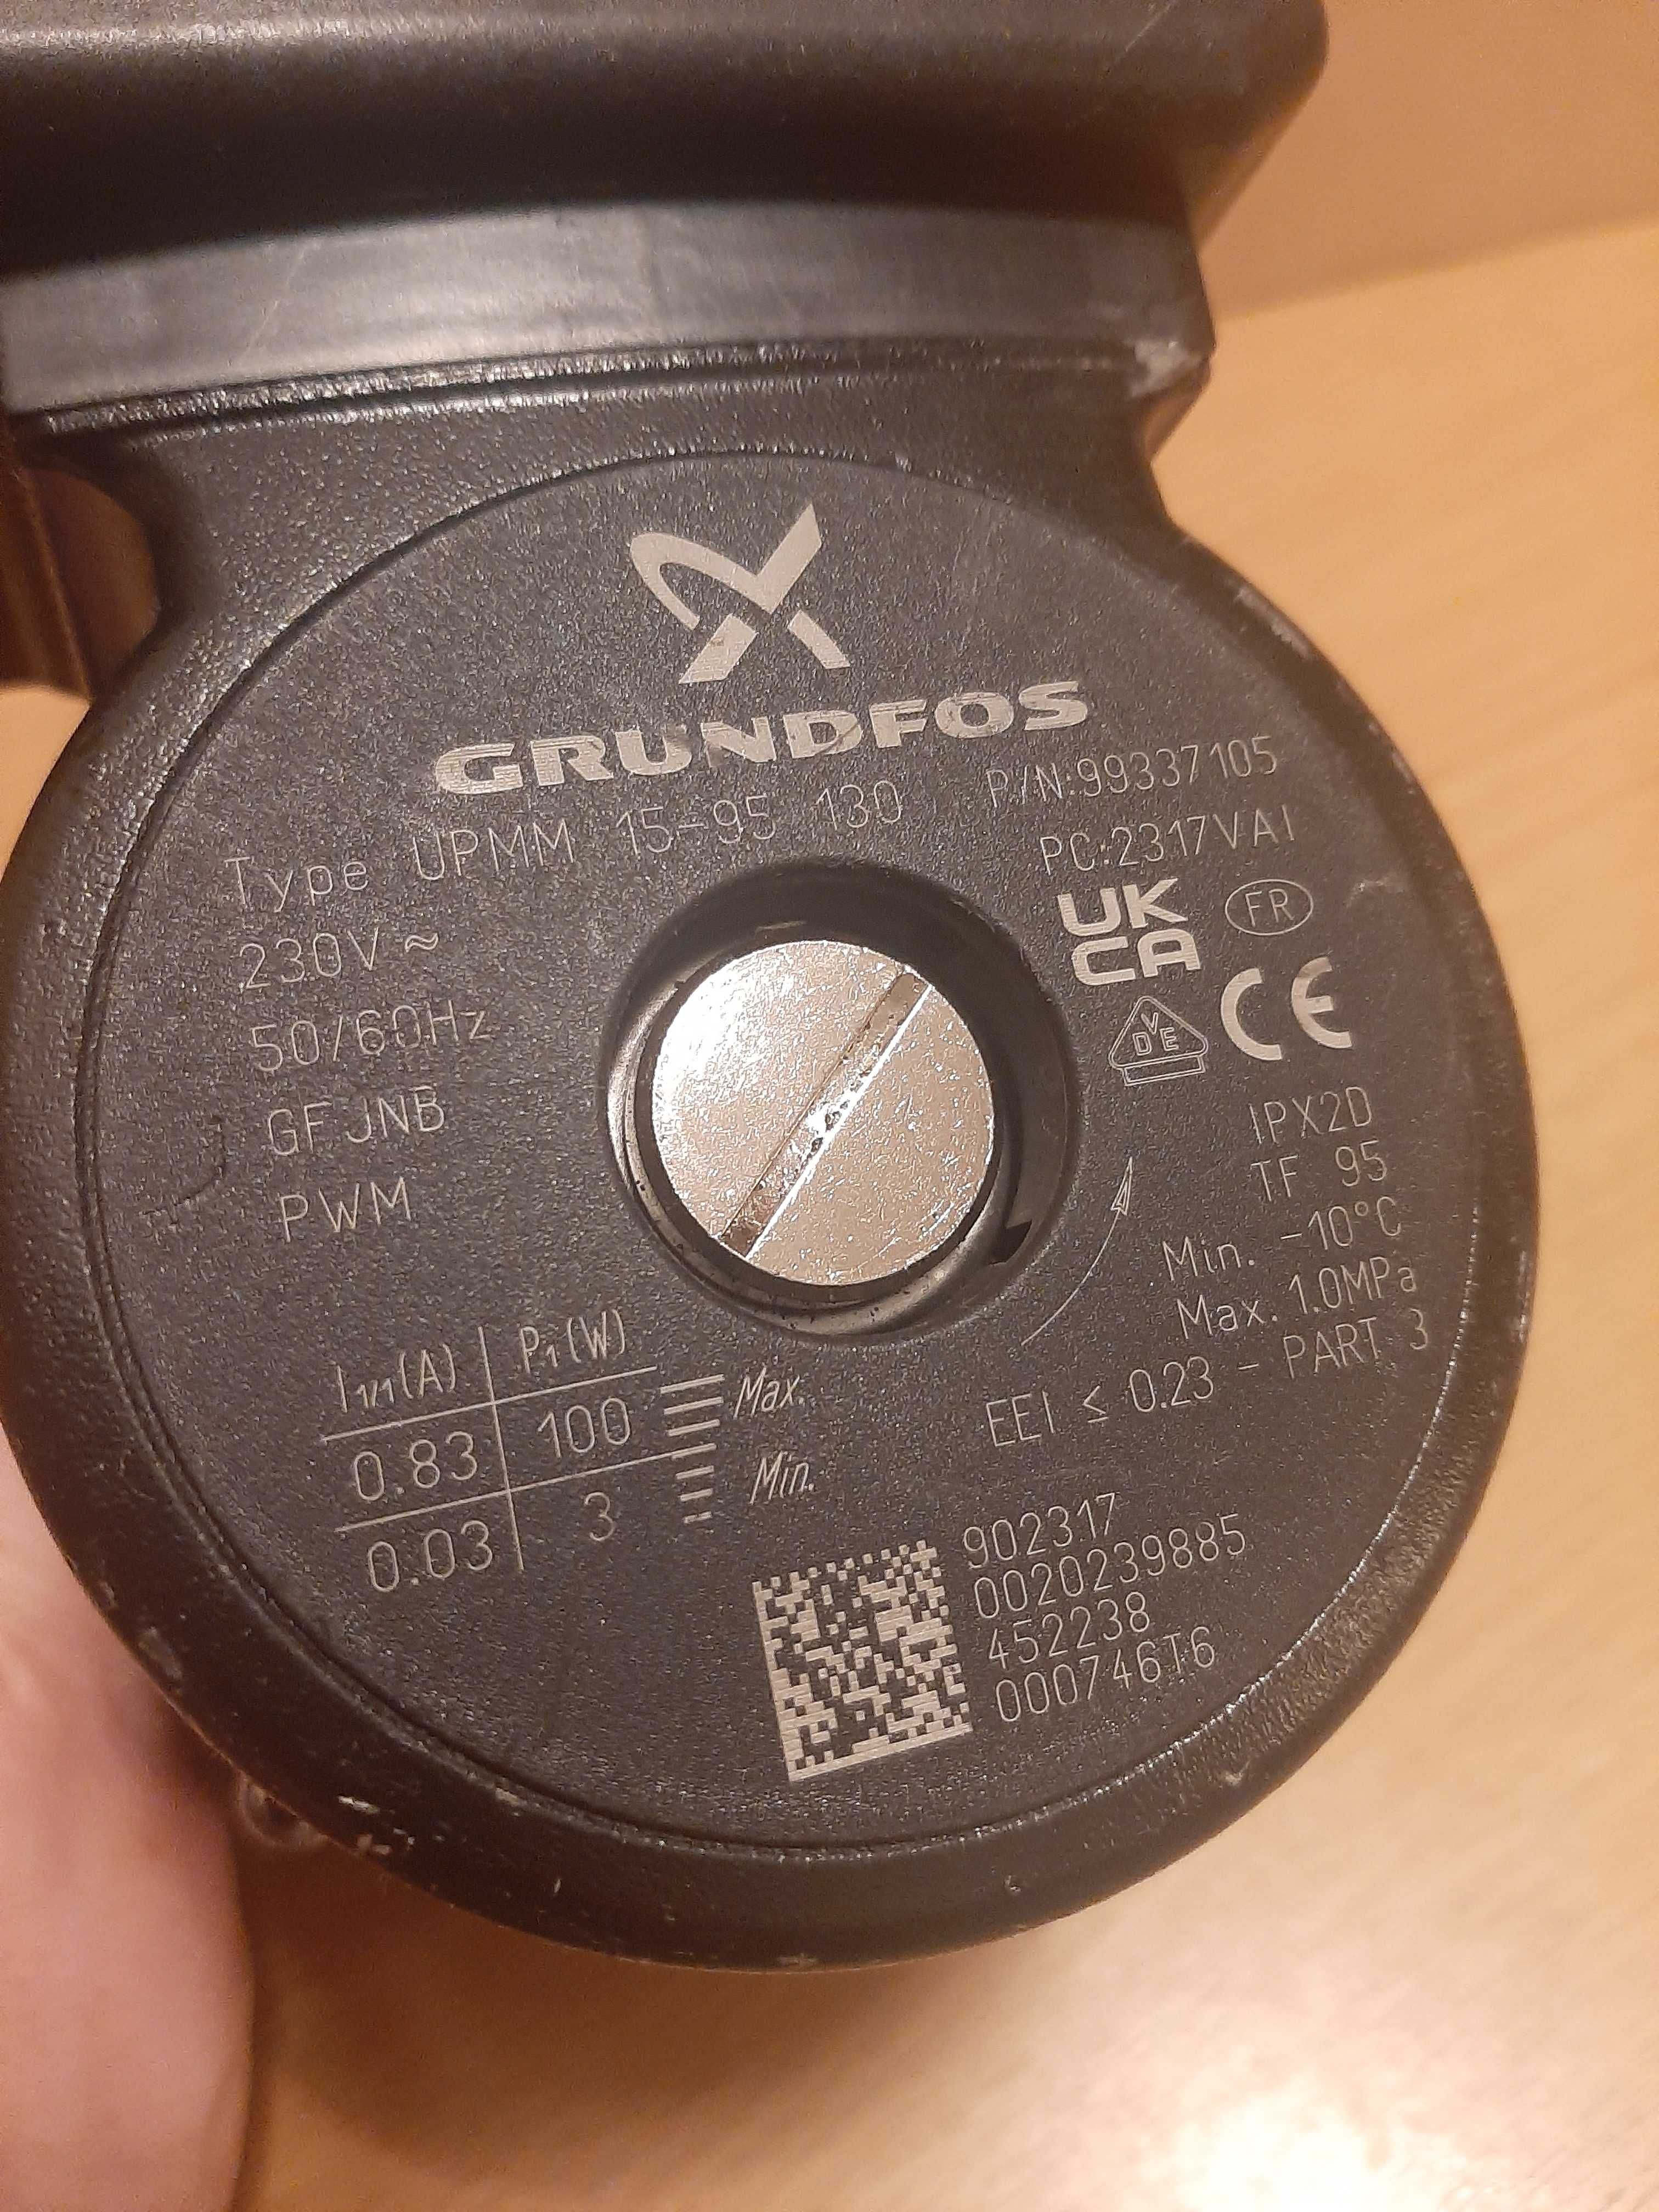 GRUNDFOS
Type UPMM 15-95 130
P/N:99337105
PC:2317VA1
230V ≂
50/60Hz
GFJNB
PWM
UK
CA
FR
VDE
CE
IPX2D
TF 95
Min. -10°C
Max. 1.0MPa
EEI ≤ 0.23 - PART 3
I1/1(A) P1(W)
0.83 100 Max.
0.03 3 Min.
902317
0020239885
452238
000746T6